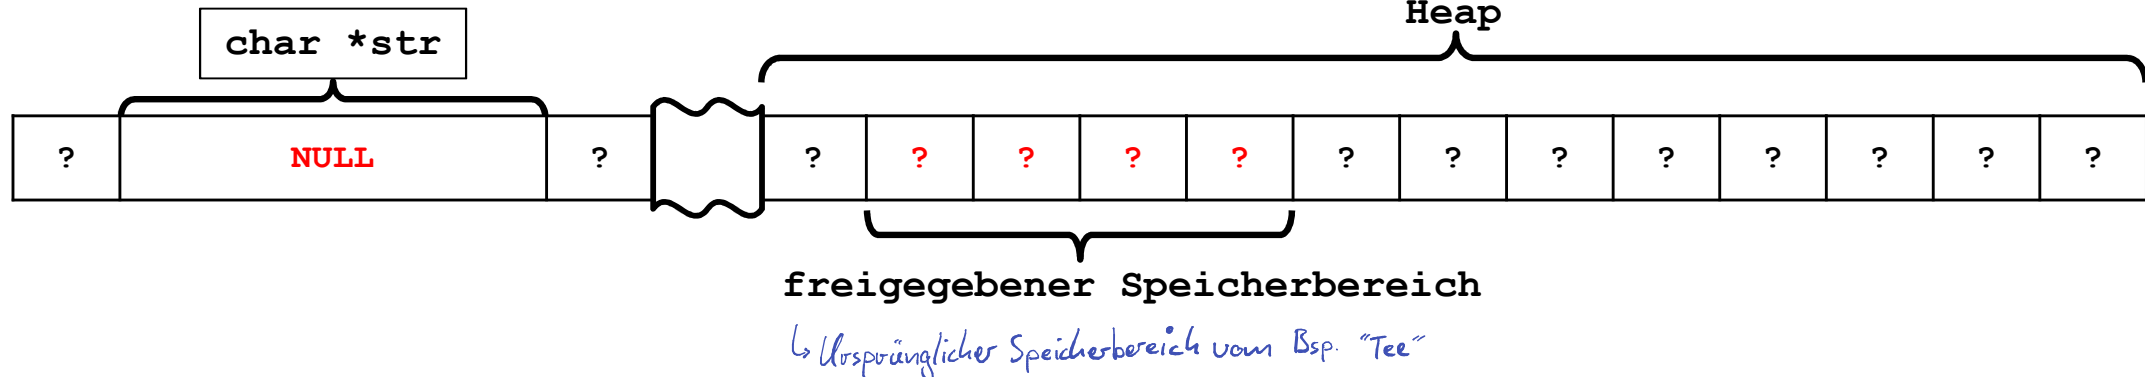 Heap
char *str
? NULL ? ? ? ? ? ? ? ? ? ? ? ? ? ?
freigegebener Speicherbereich
↳ Ursprünglicher Speicherbereich vom Bsp. "Tee"